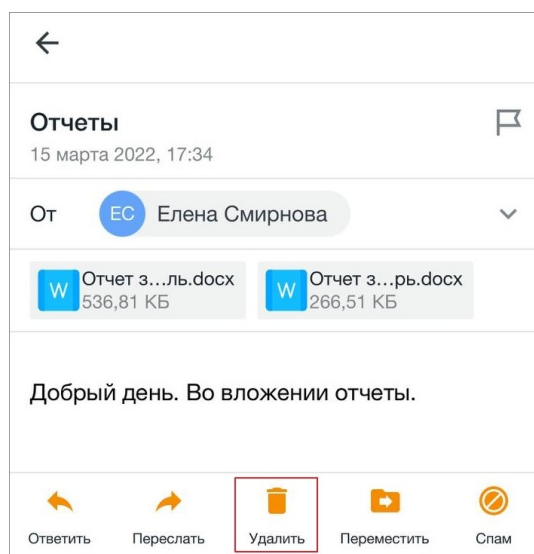 Отчеты
15 марта 2022, 17:34
От ЕС Елена Смирнова
W Отчет з...ль.docx W Отчет з...рь.docx
536,81 КБ 266,51 КБ
Добрый день. Во вложении отчеты.
Ответить Переслать Удалить Переместить Спам